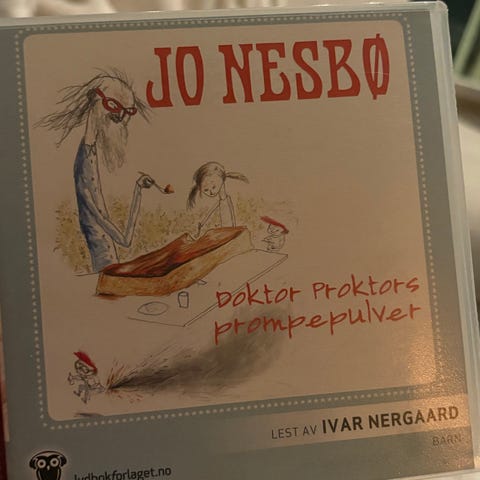 JO NESBØ
Doktor Proktors
prompepulver
LEST AV IVAR NERGAARD
BARN
lydbokforlaget.no